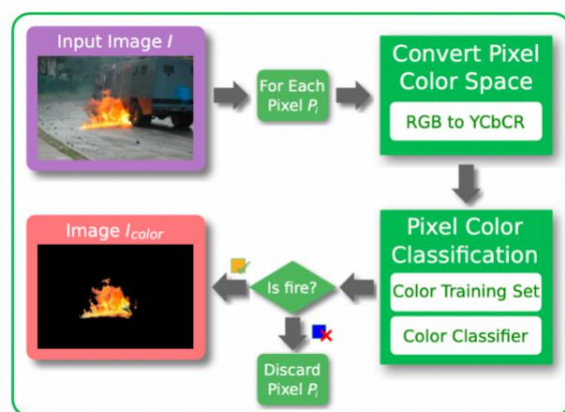 Input Image I
For Each
Pixel Pi
Convert Pixel
Color Space
RGB to YCbCR
Pixel Color
Classification
Color Training Set
Color Classifier
Is fire?
Discard
Pixel Pi
Image Icolor